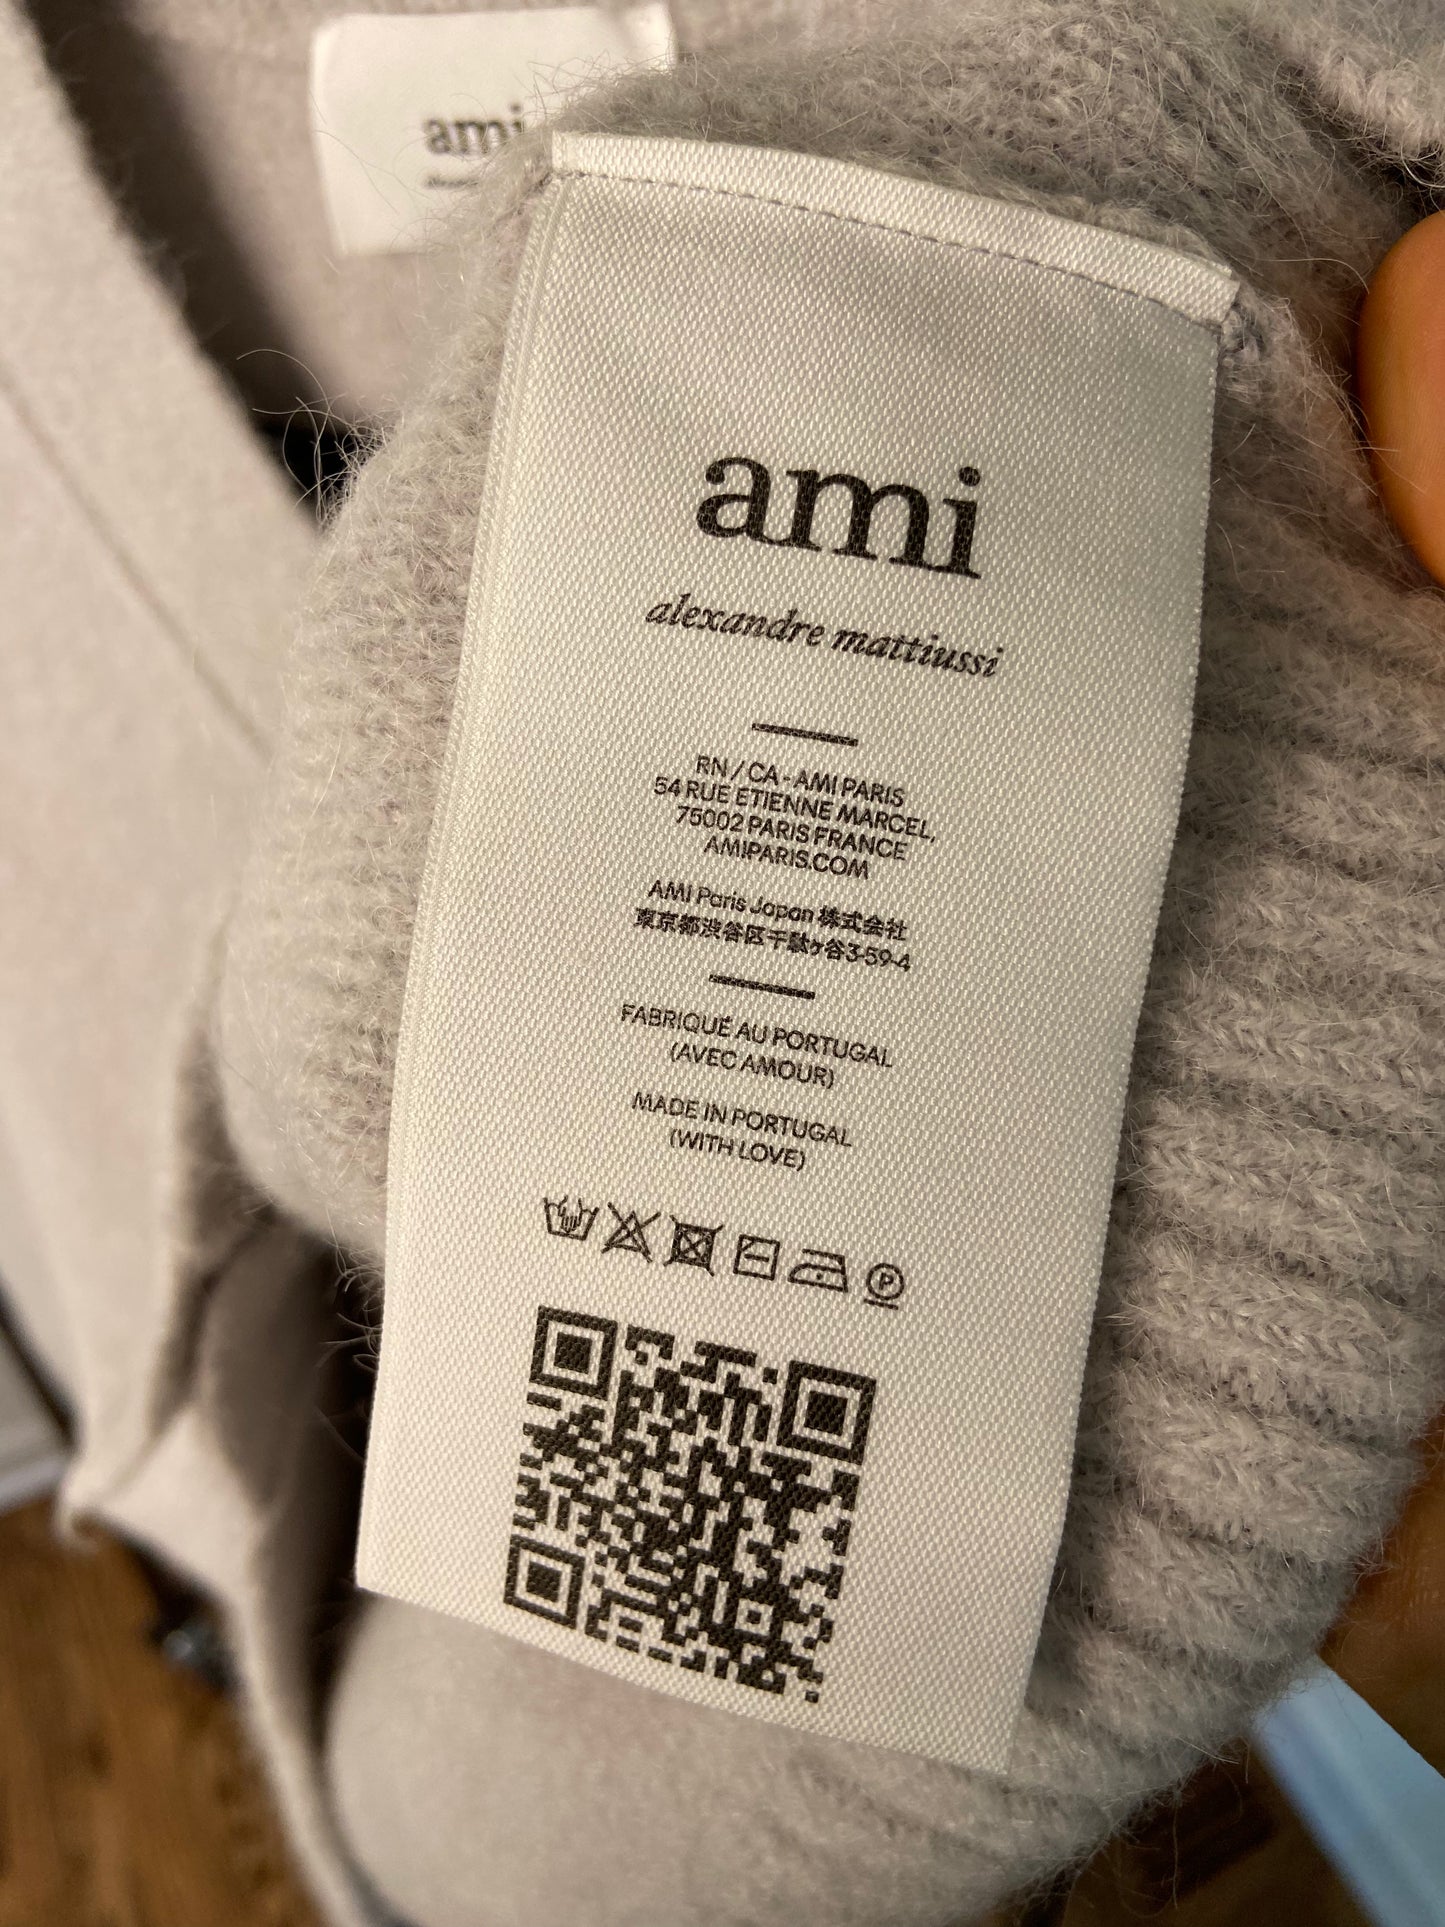 ami
ami
alexandre mattiussi
RN / CA - AMI PARIS
54 RUE ETIENNE MARCEL,
75002 PARIS FRANCE
AMIPARIS.COM
AMI Paris Japan 株式会社
東京都渋谷区千駄ヶ谷3-59-4
FABRIQUÉ AU PORTUGAL
(AVEC AMOUR)
MADE IN PORTUGAL
(WITH LOVE)
P